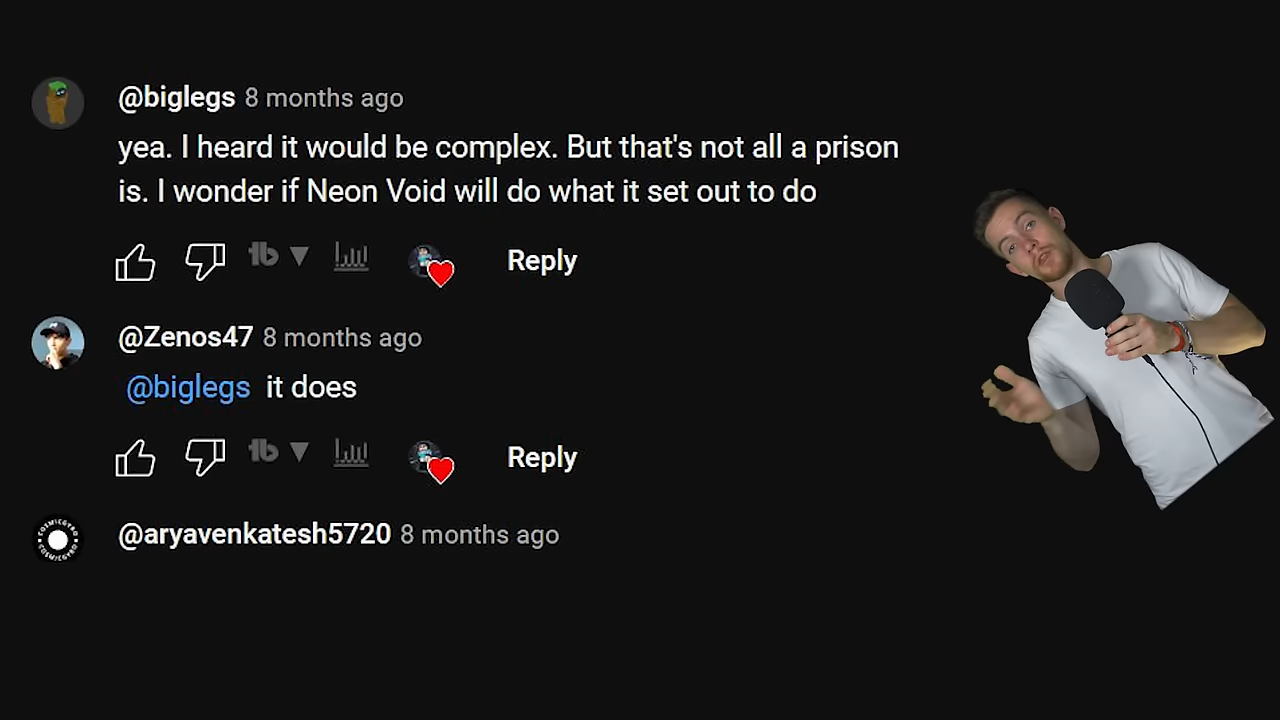 @biglegs 8 months ago
yea. I heard it would be complex. But that's not all a prison
is. I wonder if Neon Void will do what it set out to do
Reply
@Zenos47 8 months ago
@biglegs it does
Reply
@aryavenkatesh5720 8 months ago